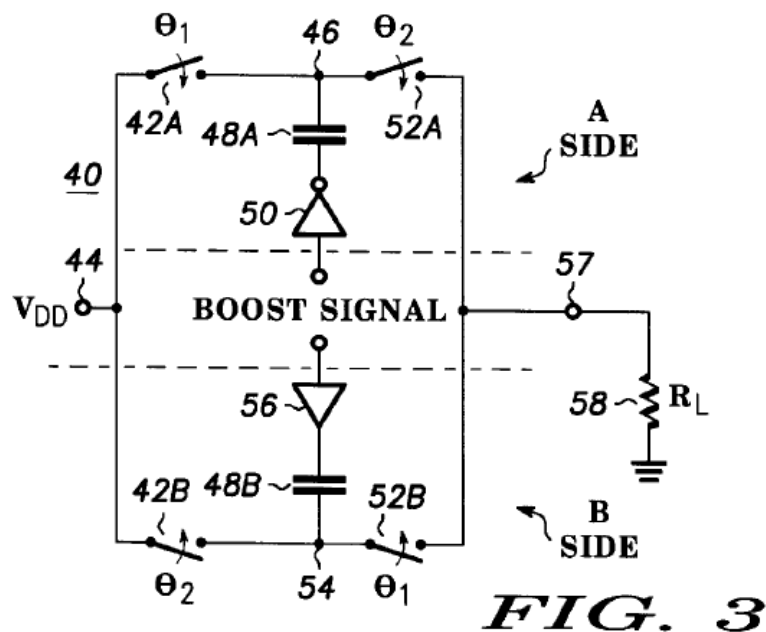 Θ1 46 Θ2
42A 48A 52A
A
SIDE
40
50
44 57
VDD BOOST SIGNAL
56 58 RL
42B 48B 52B
B
SIDE
Θ2 54 Θ1
FIG. 3